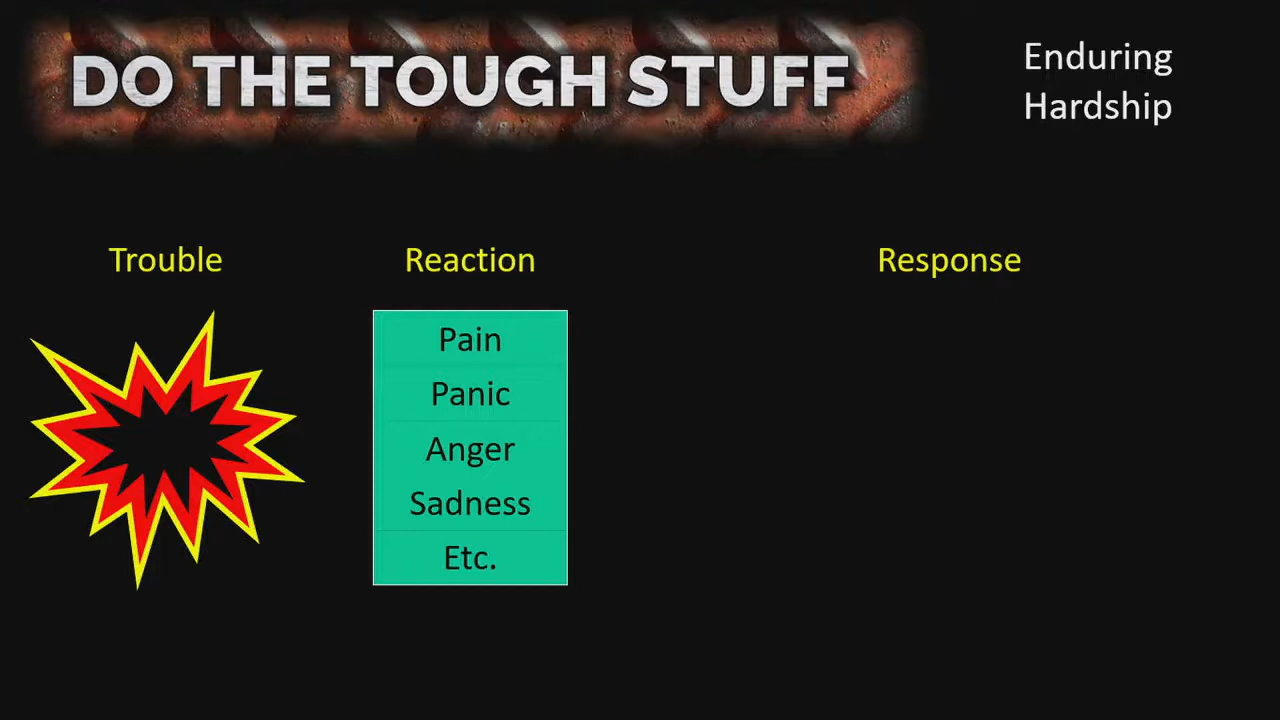 DO THE TOUGH STUFF
Enduring
Hardship
Trouble
Reaction
Response
Pain
Panic
Anger
Sadness
Etc.